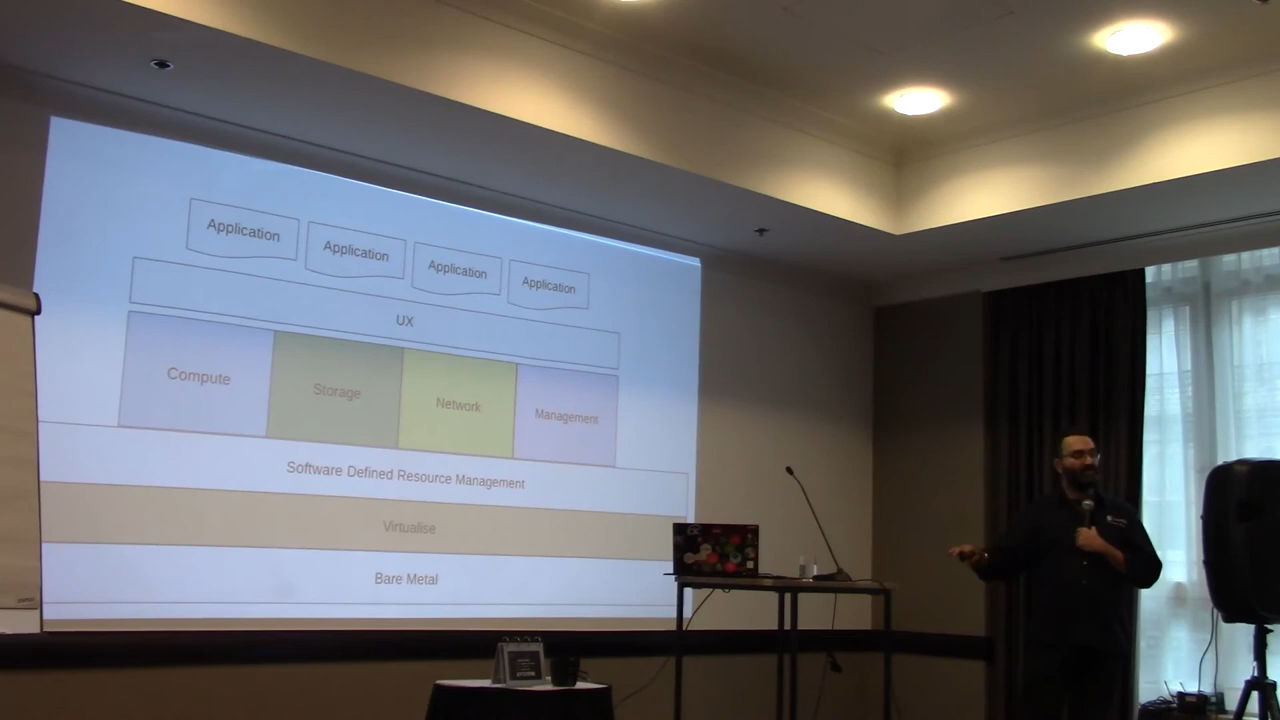 Application
Application
Application
Application
UX
Compute
Storage
Network
Management
Software Defined Resource Management
Virtualise
Bare Metal